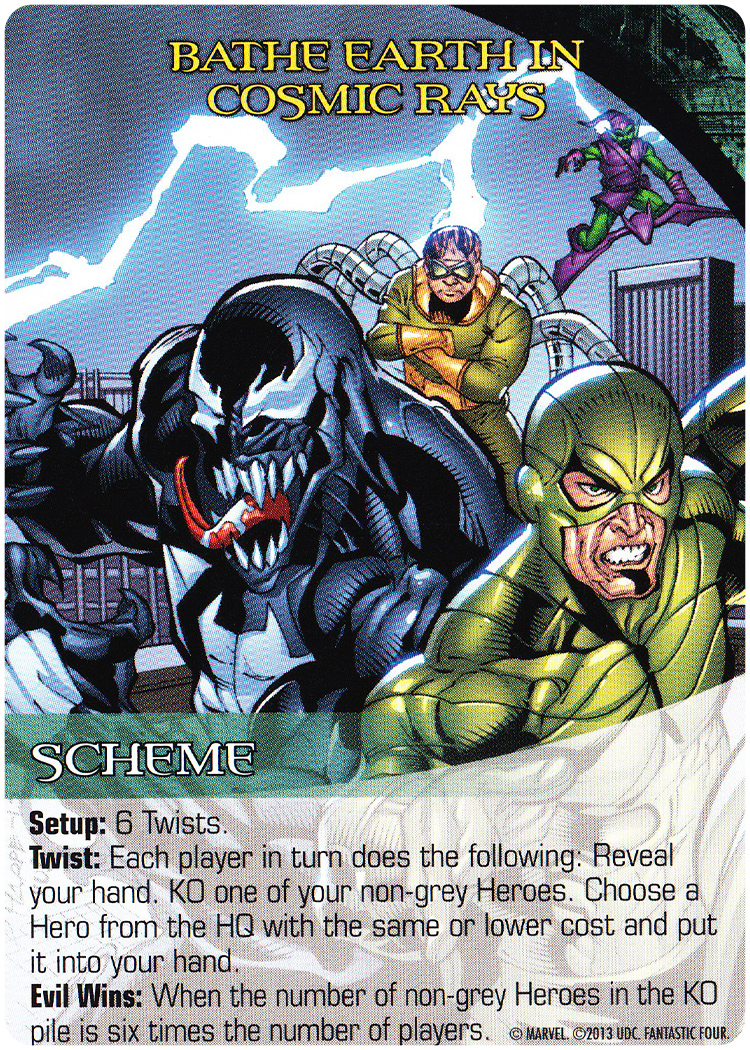 BATHE EARTH IN
COSMIC RAYS
SCHEME
Setup: 6 Twists.
Twist: Each player in turn does the following: Reveal
your hand. KO one of your non-grey Heroes. Choose a
Hero from the HQ with the same or lower cost and put
it into your hand.
Evil Wins: When the number of non-grey Heroes in the KO
pile is six times the number of players. © MARVEL. ©2013 UDC. FANTASTIC FOUR.